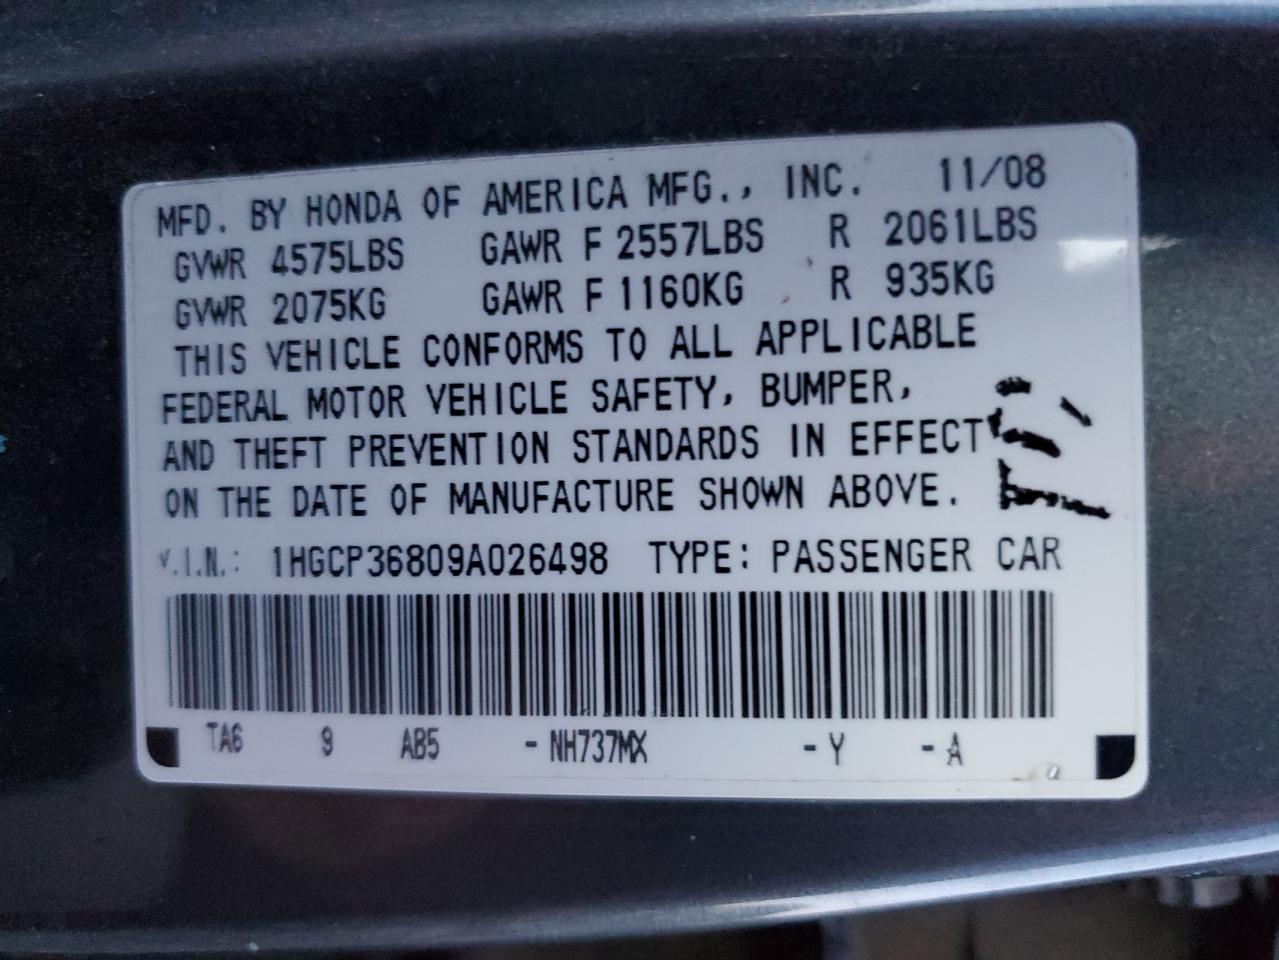 MFD. BY HONDA OF AMERICA MFG., INC. 11/08
GVWR 4575LBS GAWR F 2557LBS R 2061LBS
GVWR 2075KG GAWR F 1160KG R 935KG
THIS VEHICLE CONFORMS TO ALL APPLICABLE
FEDERAL MOTOR VEHICLE SAFETY, BUMPER,
AND THEFT PREVENTION STANDARDS IN EFFECT
ON THE DATE OF MANUFACTURE SHOWN ABOVE.
V.I.N.: 1HGCP36809A026498 TYPE: PASSENGER CAR
TA6 9 AB5 -NH737MX -Y -A